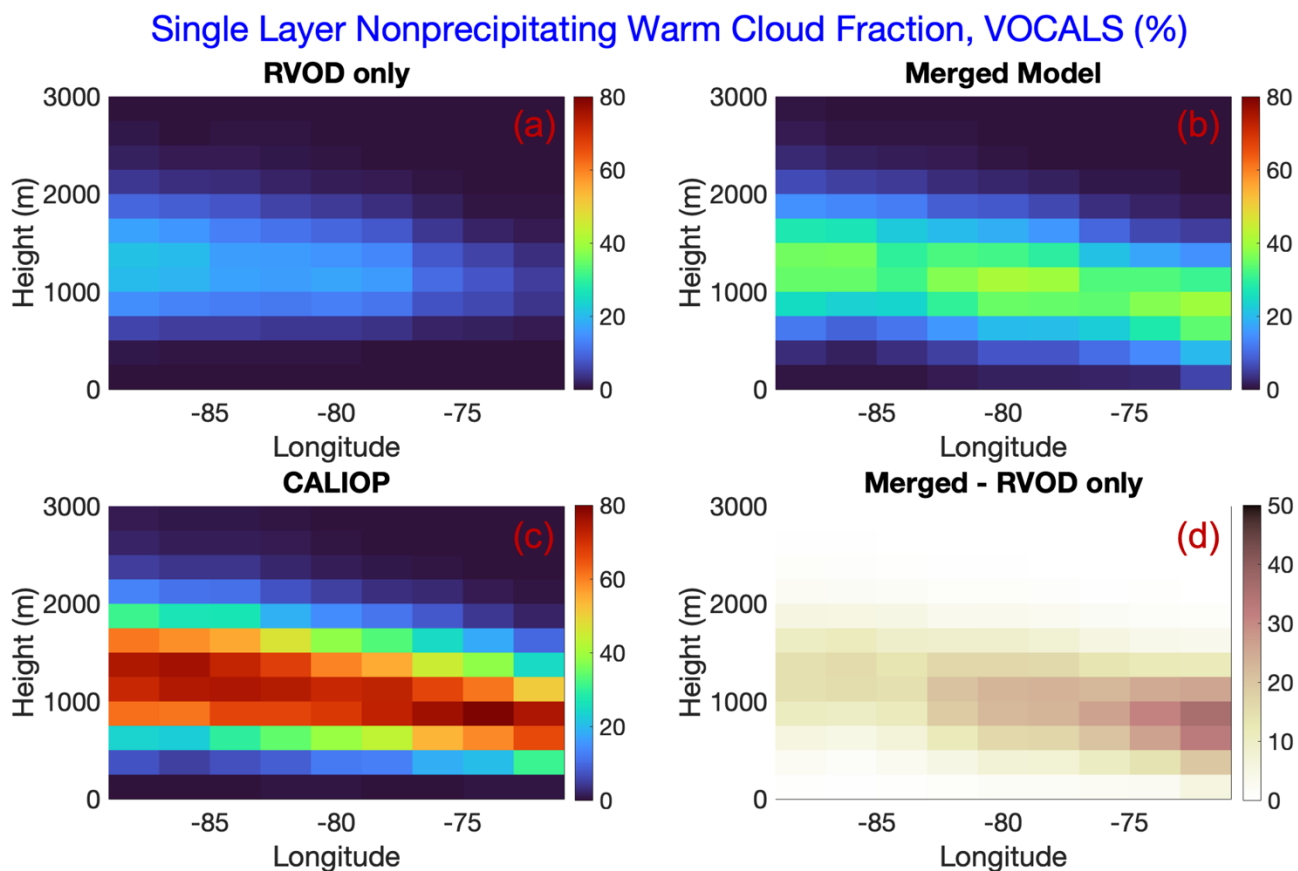 Single Layer Nonprecipitating Warm Cloud Fraction, VOCALS (%)
RVOD only
(a)
Height (m)
3000
2000
1000
0
-85 -80 -75
Longitude
80
60
40
20
0
Merged Model
(b)
Height (m)
3000
2000
1000
0
-85 -80 -75
Longitude
80
60
40
20
0
CALIOP
(c)
Height (m)
3000
2000
1000
0
-85 -80 -75
Longitude
80
60
40
20
0
Merged - RVOD only
(d)
Height (m)
3000
2000
1000
0
-85 -80 -75
Longitude
50
40
30
20
10
0